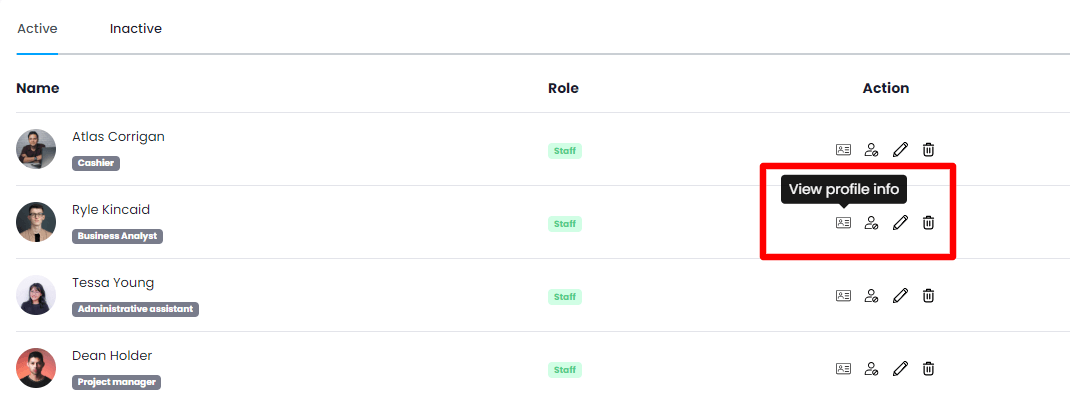 Active Inactive
Name Role Action
Atlas Corrigan
Cashier
Staff
View profile info
Ryle Kincaid
Business Analyst
Staff
Tessa Young
Administrative assistant
Staff
Dean Holder
Project manager
Staff